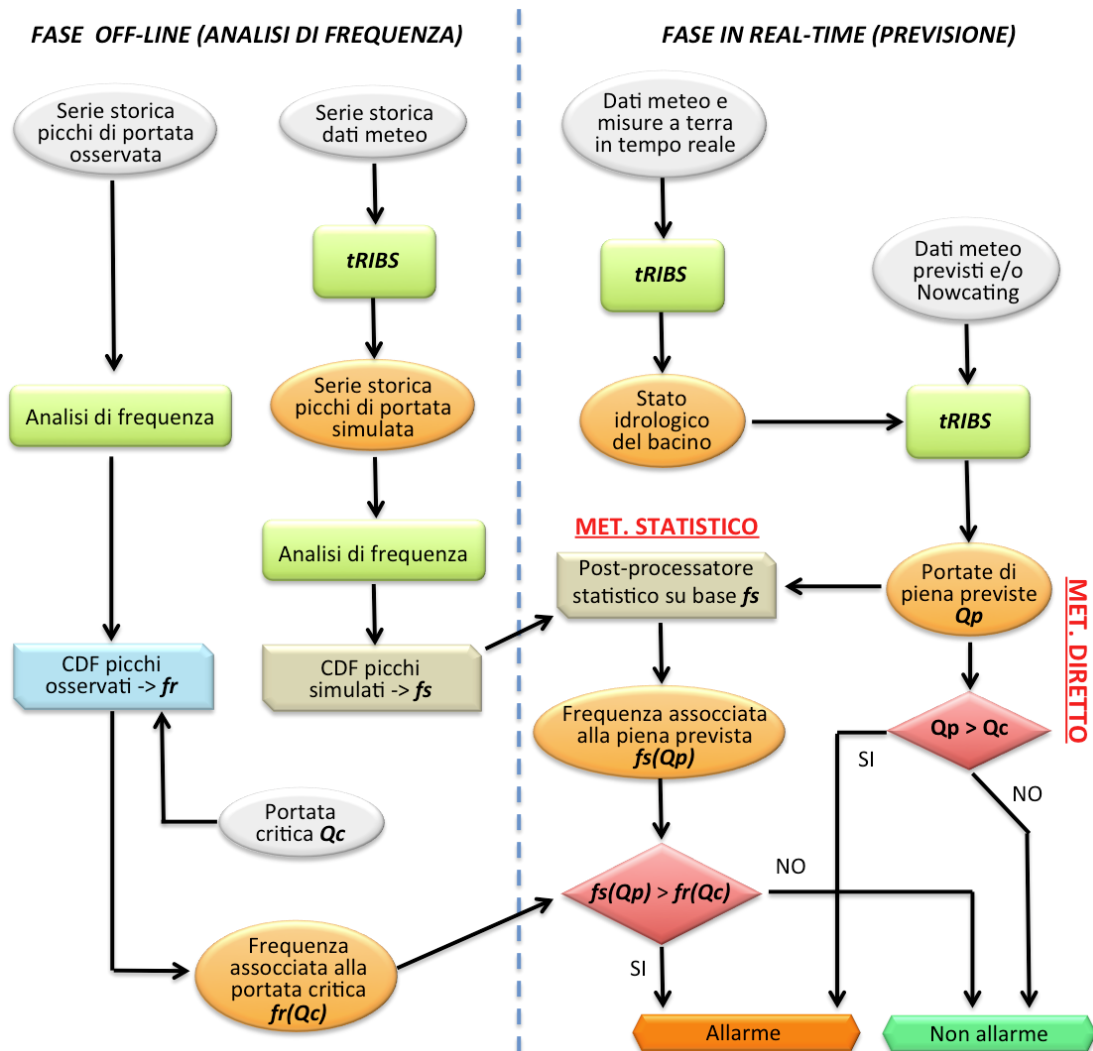 FASE OFF-LINE (ANALISI DI FREQUENZA)
Serie storica
picchi di portata
osservata
Serie storica
dati meteo
tRIBS
Serie storica
picchi di portata
simulata
Analisi di frequenza
Analisi di frequenza
CDF picchi
osservati -> fr
CDF picchi
simulati -> fs
Portata
critica Qc
Frequenza
assocciata alla
portata critica
fr(Qc)
FASE IN REAL-TIME (PREVISIONE)
Dati meteo e
misure a terra
in tempo reale
tRIBS
Dati meteo
previsti e/o
Nowcating
Stato
idrologico
del bacino
tRIBS
MET. STATISTICO
Post-processatore
statistico su base fs
Portate di
piena previste
Qp
MET. DIRETTO
Frequenza assocciata
alla piena prevista
fs(Qp)
Qp > Qc
SI
NO
fs(Qp) > fr(Qc)
NO
SI
Allarme
Non allarme